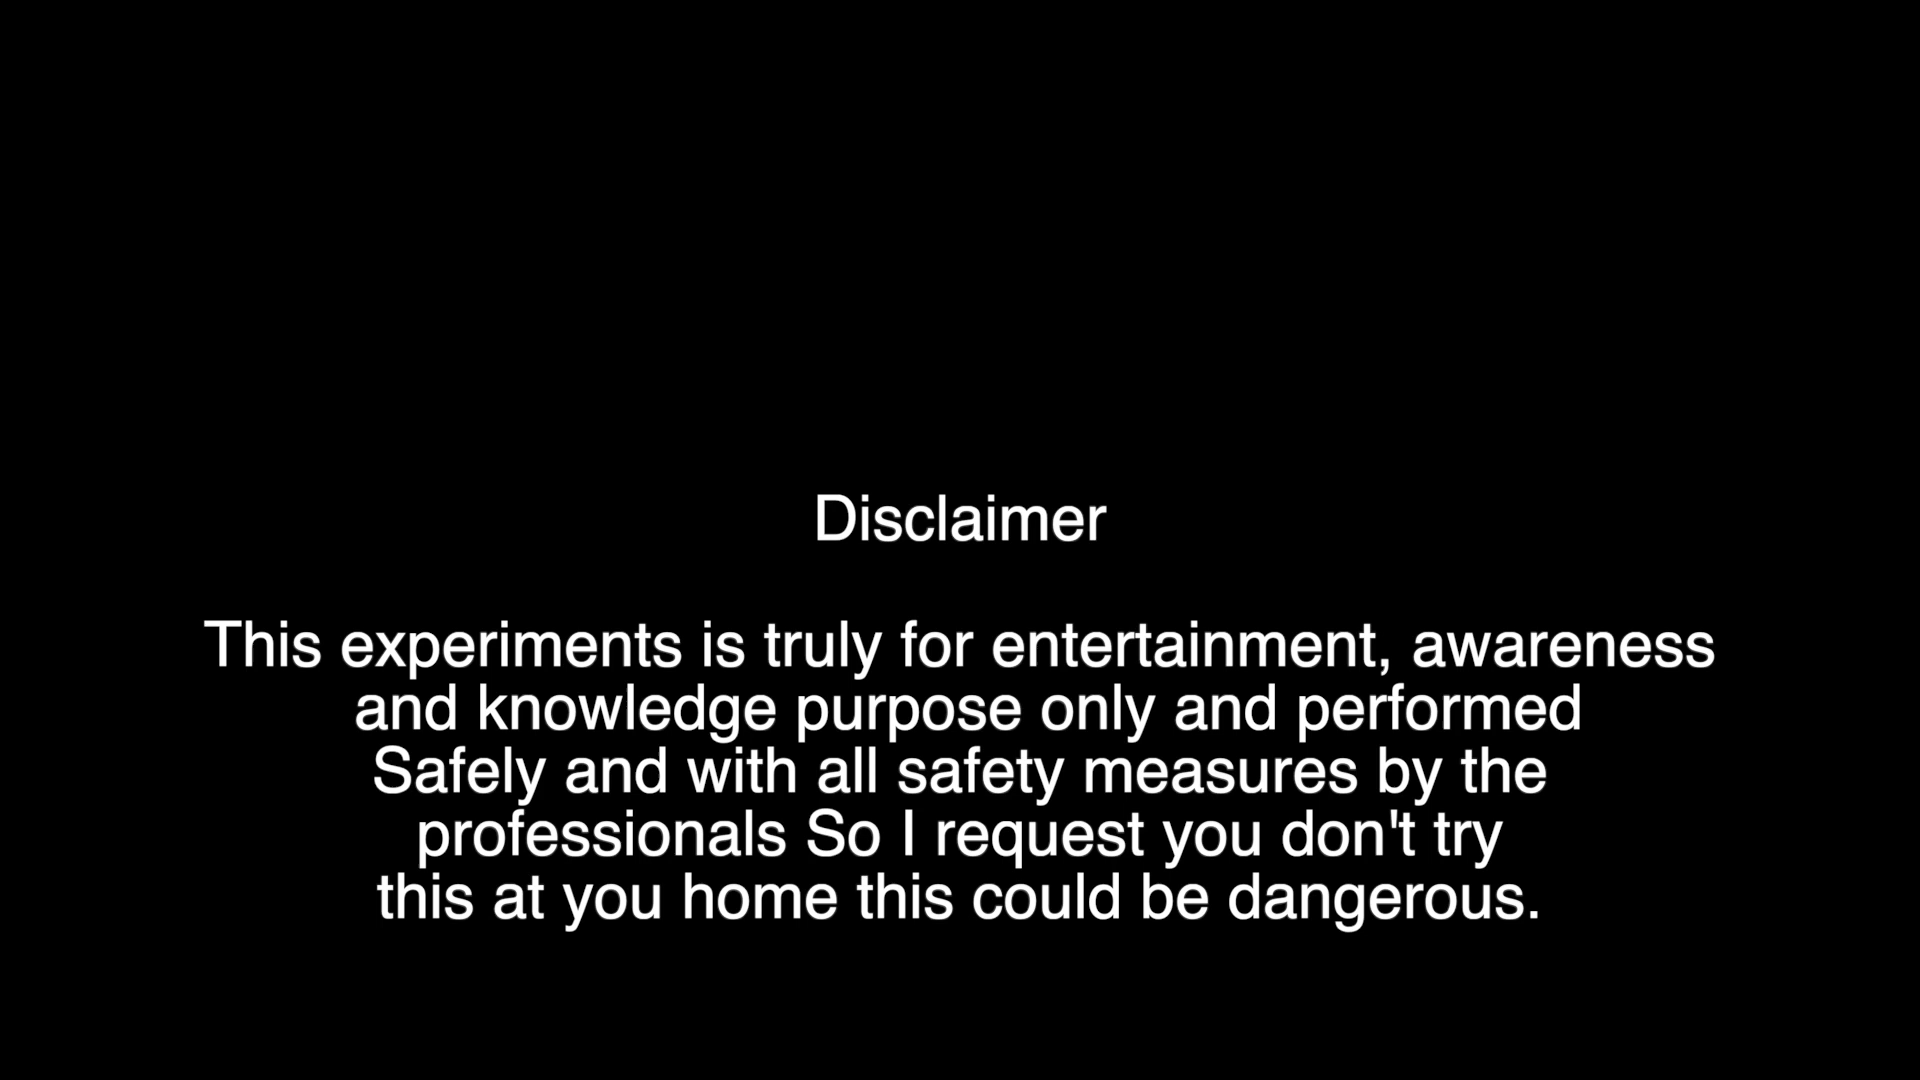 Disclaimer
This experiments is truly for entertainment, awareness
and knowledge purpose only and performed
Safely and with all safety measures by the
professionals So I request you don't try
this at you home this could be dangerous.